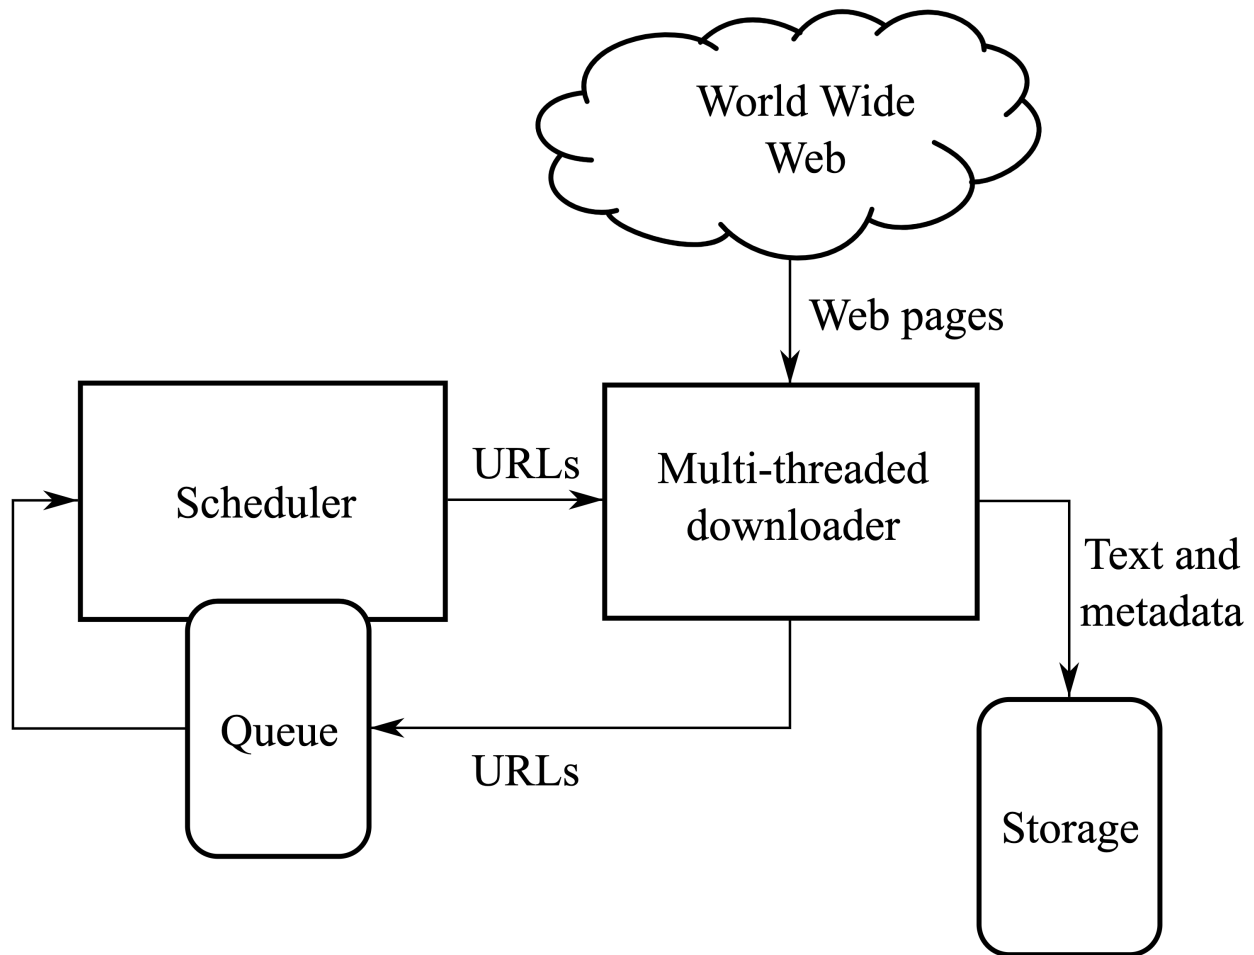 World Wide
Web
Web pages
Scheduler
URLs
Multi-threaded
downloader
Text and
metadata
Queue
URLs
Storage